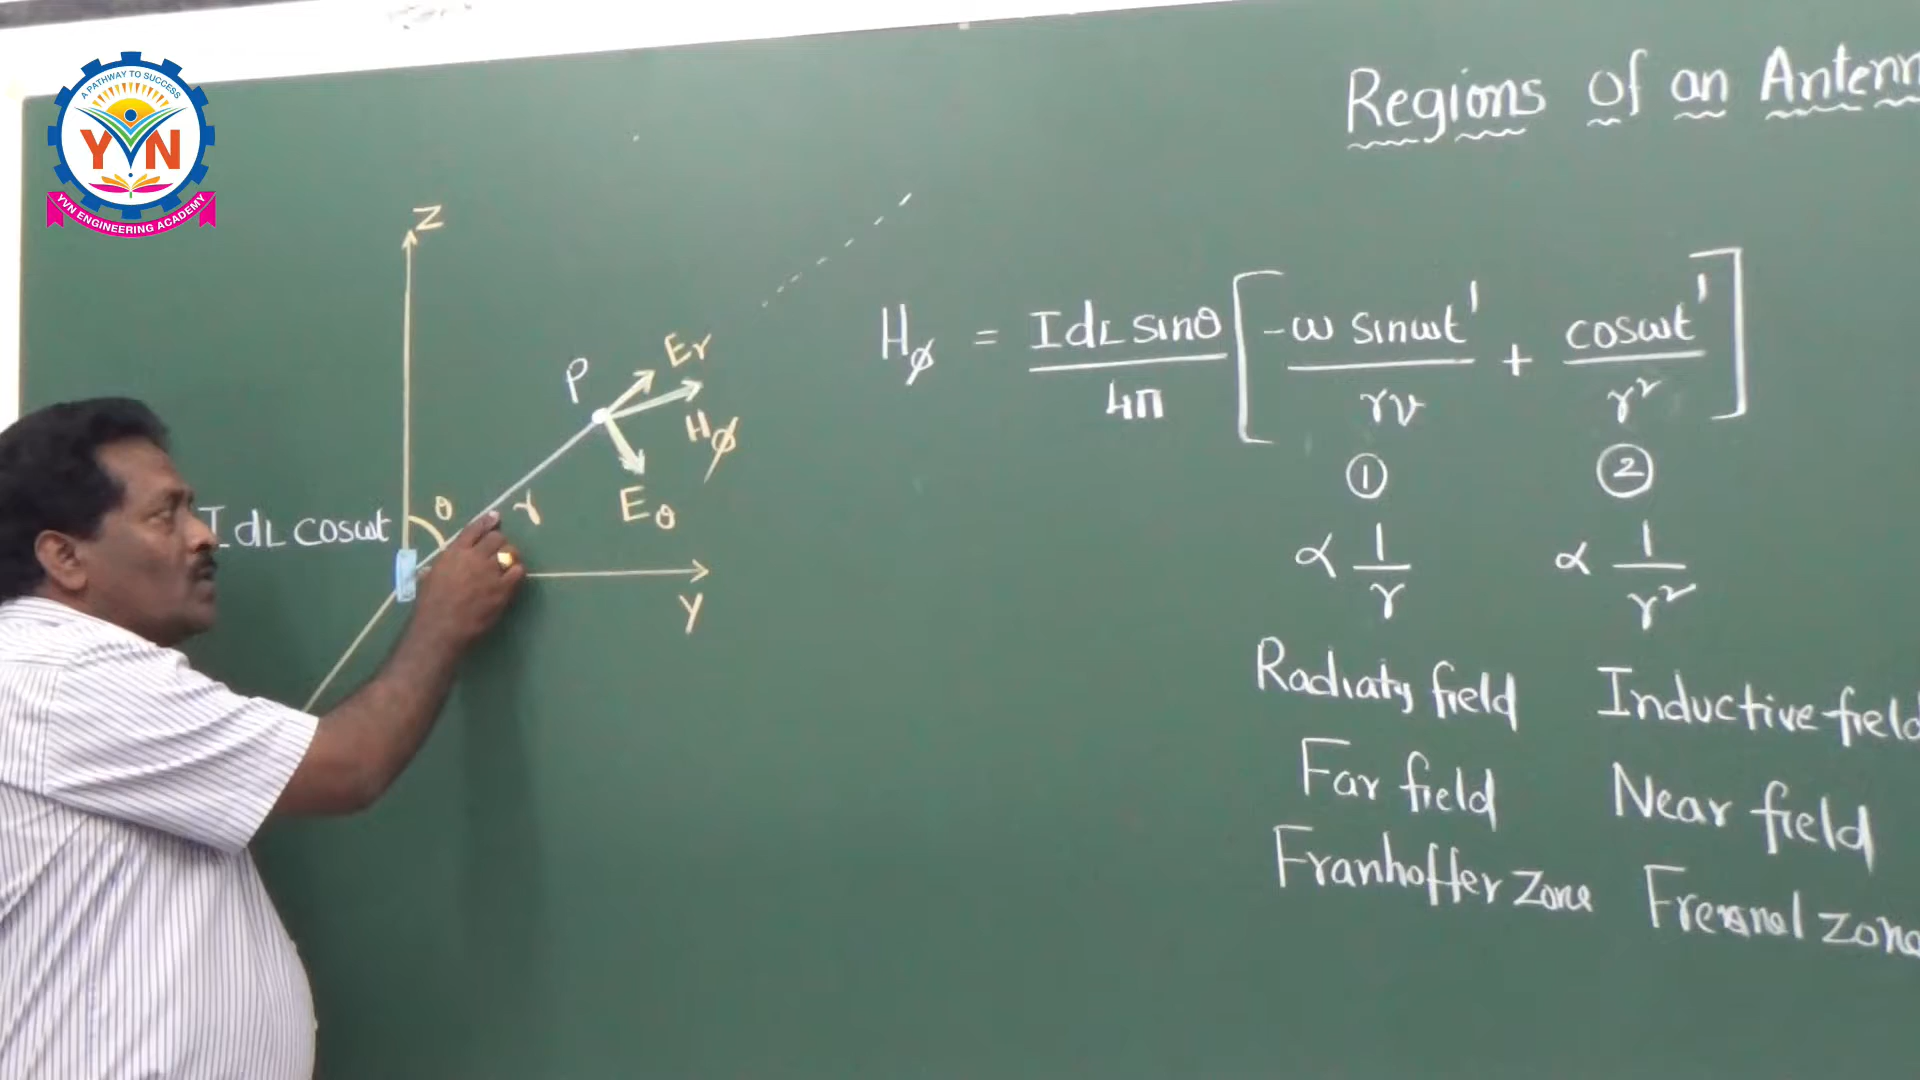 A PATHWAY TO SUCCESS
YVN
YVN ENGINEERING ACADEMY
Regions of an Antenn
Z
P
Er
Hϕ
Eθ
θ
r
IdL cosωt
Y
Hϕ = IdL sinθ / 4π [ -ω sinωt' / rv + cosωt' / r² ]
① ②
∝ 1/r ∝ 1/r²
Field Inductive field
Far field Near field
Franhoffer Zone Fresnel zone